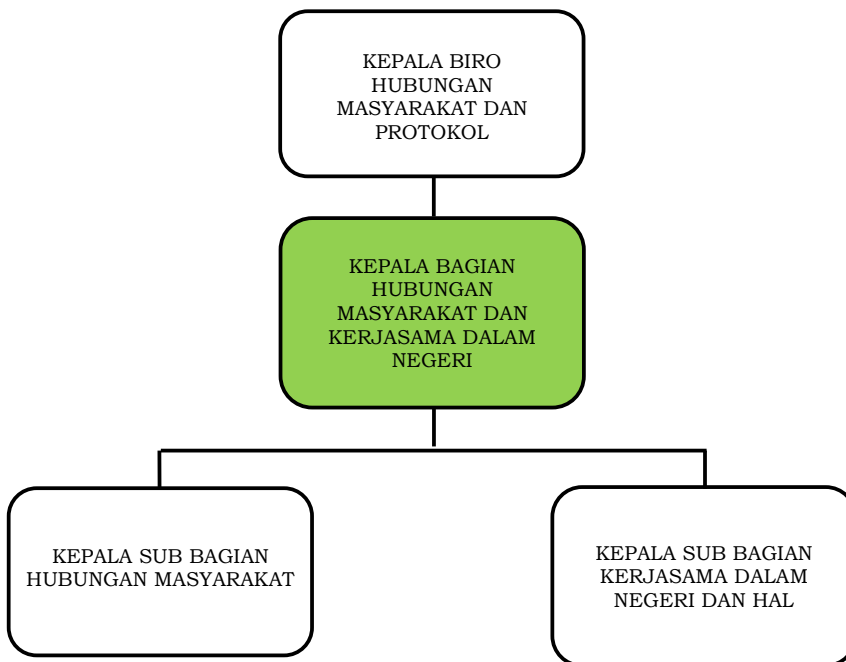 KEPALA BIRO
HUBUNGAN
MASYARAKAT DAN
PROTOKOL
KEPALA BAGIAN
HUBUNGAN
MASYARAKAT DAN
KERJASAMA DALAM
NEGERI
KEPALA SUB BAGIAN
HUBUNGAN MASYARAKAT
KEPALA SUB BAGIAN
KERJASAMA DALAM
NEGERI DAN HAL